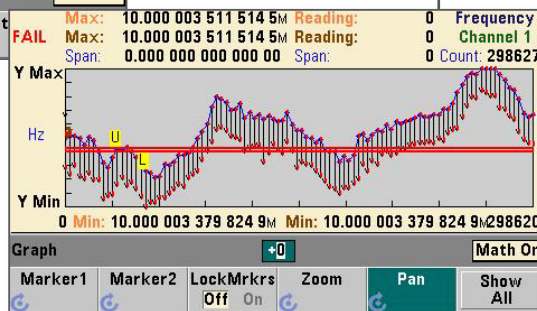 t
Max: 10.000 003 511 514 5M Reading: 0 Frequency
FAIL Max: 10.000 003 511 514 5M Reading: 0 Channel 1
Span: 0.000 000 000 000 00 Span: 0 Count: 298627
Y Max
Hz
U
L
Y Min
0 Min: 10.000 003 379 824 9M Min: 10.000 003 379 824 9M 298620
Graph +0 Math On
Marker1 Marker2 LockMrkrs Zoom Pan Show All
Off On